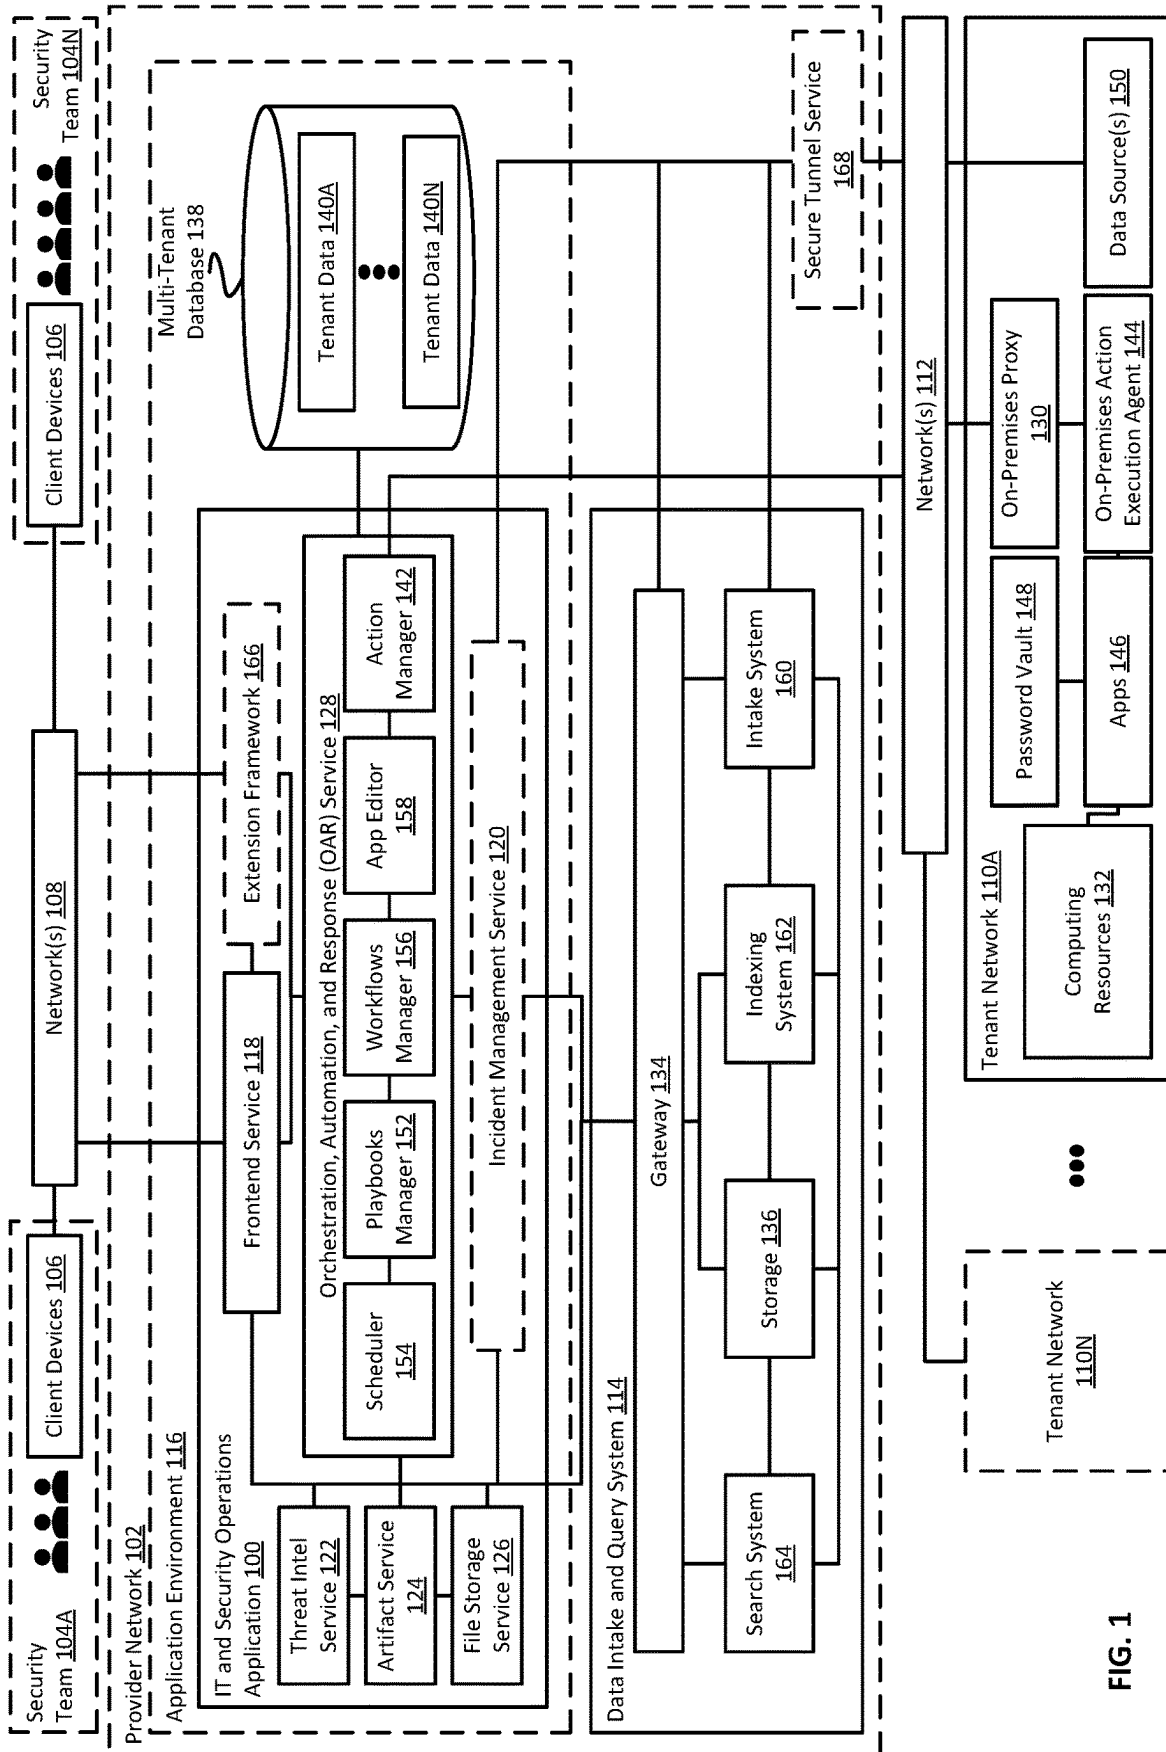 Security
Team 104A
Client Devices 106
Network(s) 108
Client Devices 106
Security
Team 104N
Provider Network 102
Application Environment 116
IT and Security Operations
Application 100
Frontend Service 118
Extension Framework 166
Threat Intel
Service 122
Artifact Service
124
File Storage
Service 126
Orchestration, Automation, and Response (OAR) Service 128
Scheduler
154
Playbooks
Manager 152
Workflows
Manager 156
App Editor
158
Action
Manager 142
Incident Management Service 120
Multi-Tenant
Database 138
Tenant Data 140A
Tenant Data 140N
Data Intake and Query System 114
Gateway 134
Search System
164
Storage 136
Indexing
System 162
Intake System
160
Secure Tunnel Service
168
Network(s) 112
Tenant Network
110N
Tenant Network 110A
Computing
Resources 132
Password Vault 148
Apps 146
On-Premises Proxy
130
On-Premises Action
Execution Agent 144
Data Source(s) 150
FIG. 1